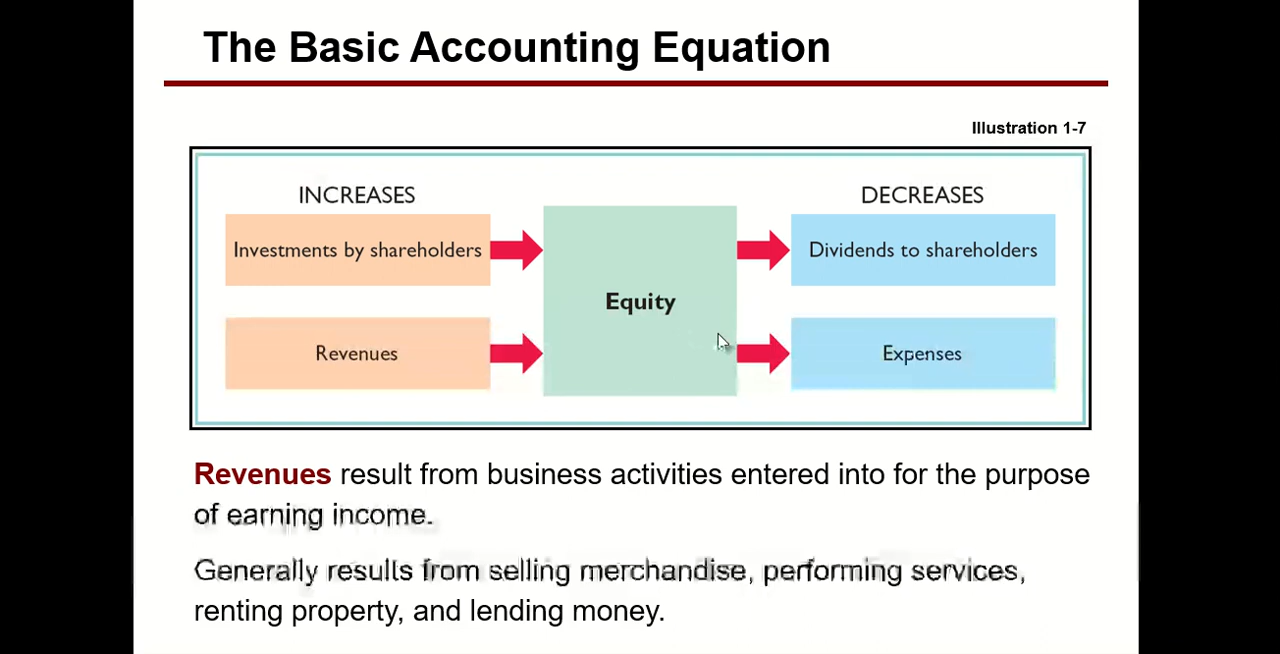 The Basic Accounting Equation
Illustration 1-7
INCREASES
DECREASES
Investments by shareholders
Dividends to shareholders
Equity
Revenues
Expenses
Revenues result from business activities entered into for the purpose
of earning income.
Generally results from selling merchandise, performing services,
renting property, and lending money.